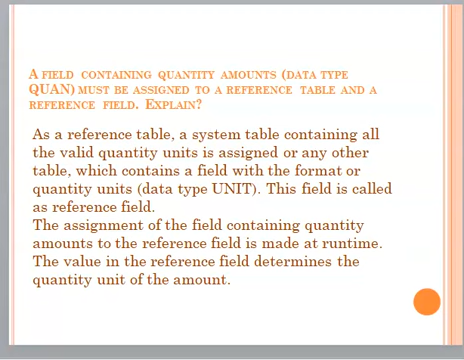 A FIELD CONTAINING QUANTITY AMOUNTS (DATA TYPE
QUAN) MUST BE ASSIGNED TO A REFERENCE TABLE AND A
REFERENCE FIELD. EXPLAIN?
As a reference table, a system table containing all
the valid quantity units is assigned or any other
table, which contains a field with the format or
quantity units (data type UNIT). This field is called
as reference field.
The assignment of the field containing quantity
amounts to the reference field is made at runtime.
The value in the reference field determines the
quantity unit of the amount.